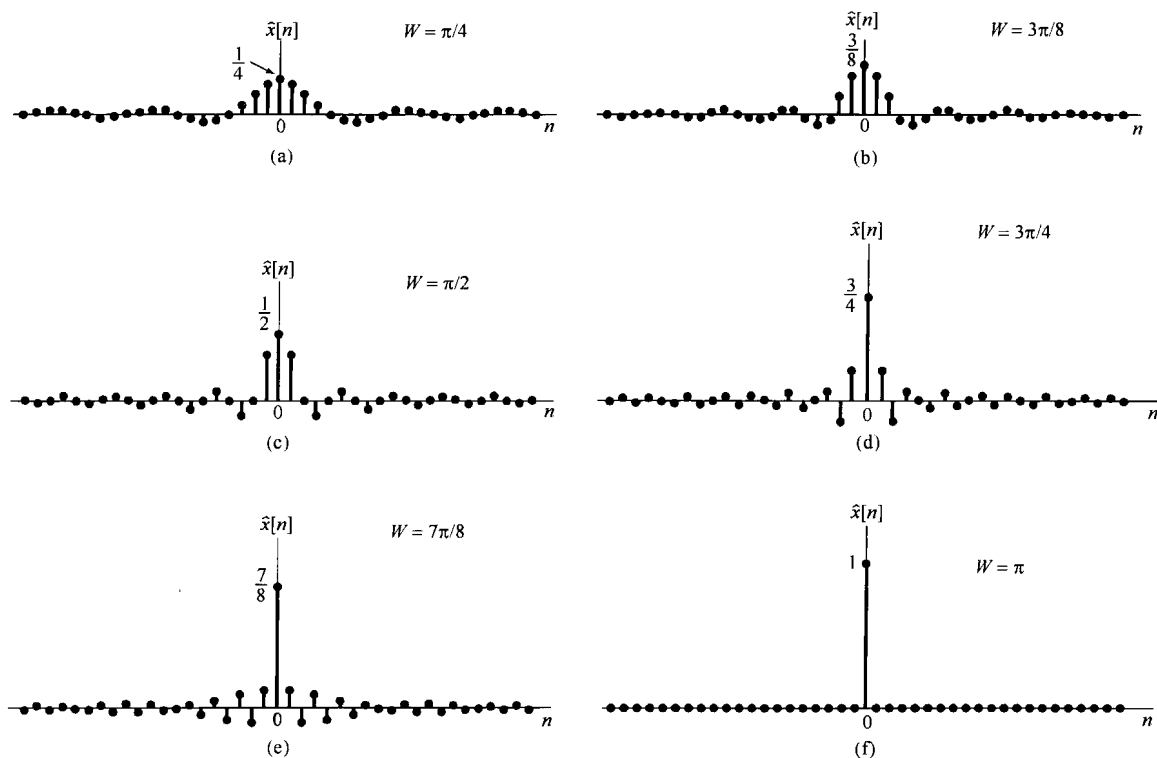 x̂[n] W = π/4
1/4
0 n
(a)
x̂[n] W = 3π/8
3/8
0 n
(b)
x̂[n] W = π/2
1/2
0 n
(c)
x̂[n] W = 3π/4
3/4
0 n
(d)
x̂[n] W = 7π/8
7/8
0 n
(e)
x̂[n]
1 W = π
0 n
(f)